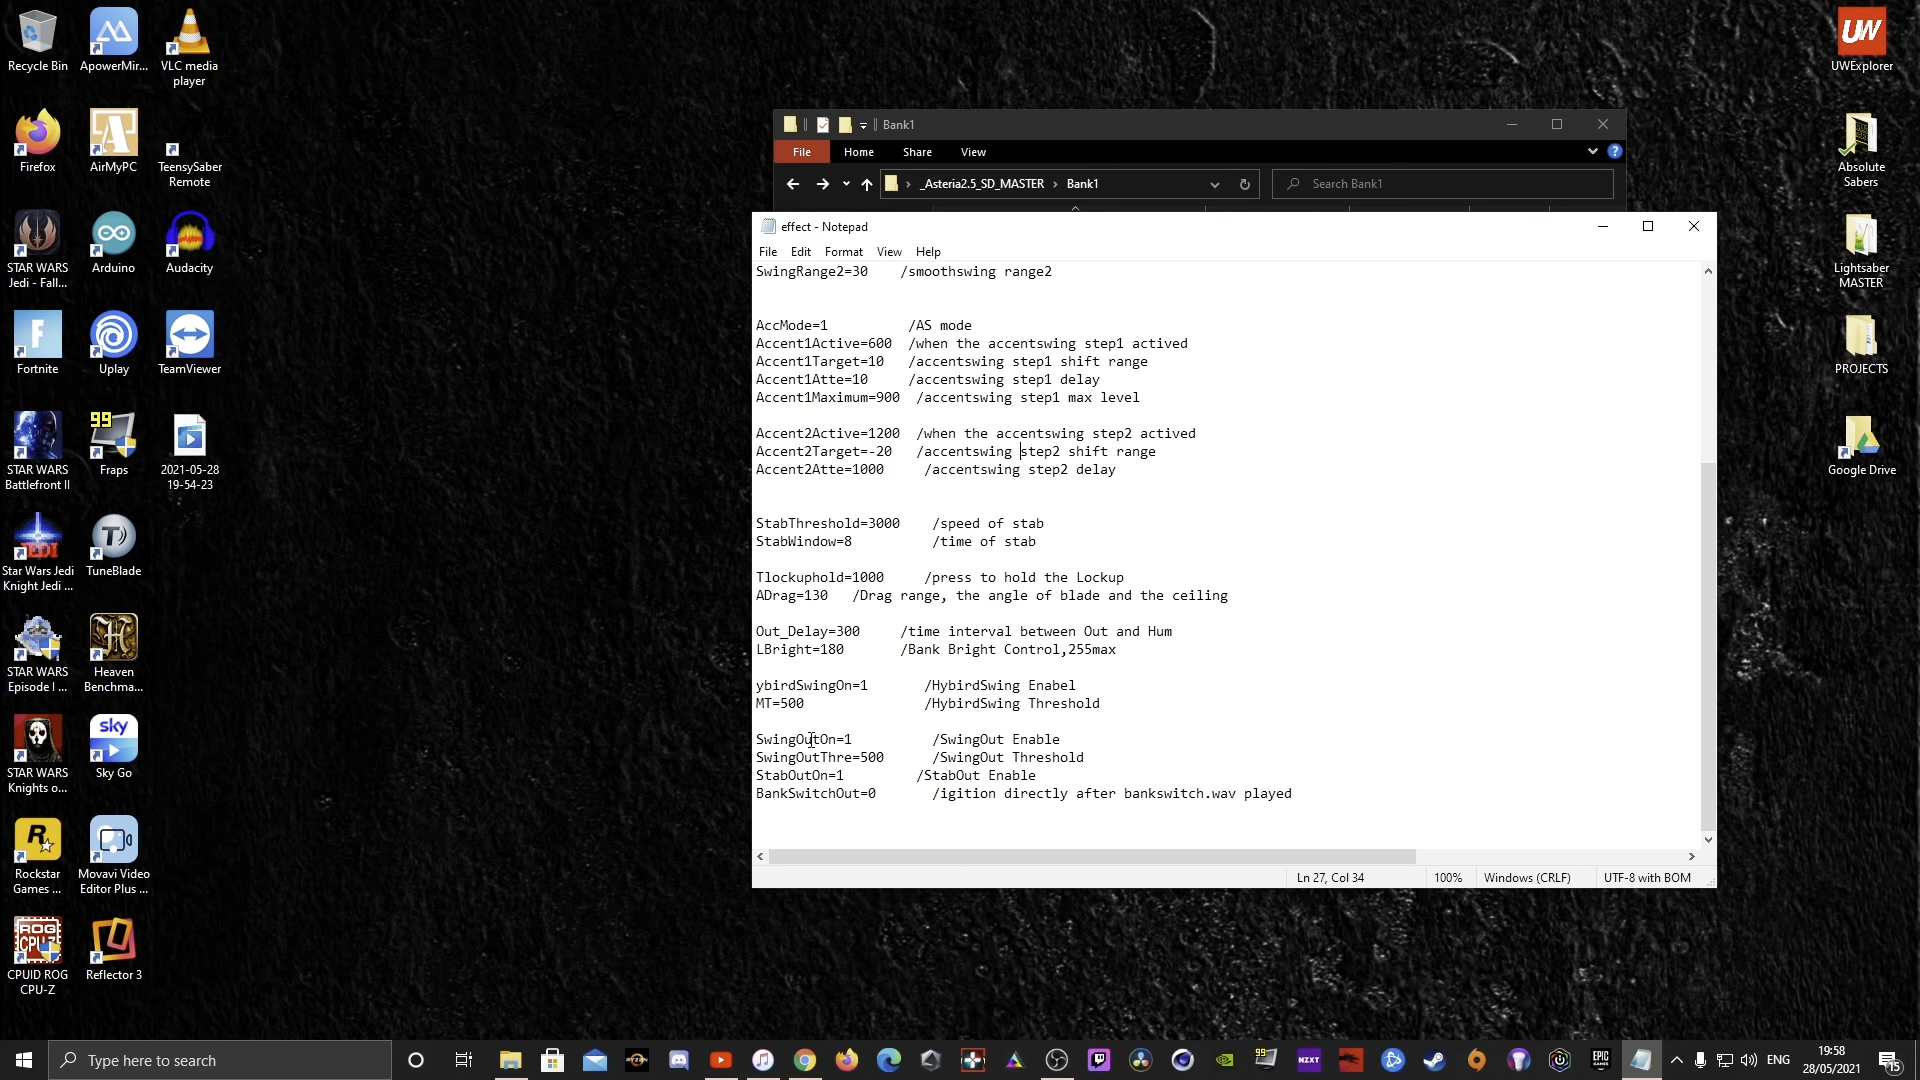 Recycle Bin
ApowerMir...
VLC media
player
UW
UWExplorer
Firefox
AirMyPC
TeensySaber
Remote
Absolute
Sabers
STAR WARS
Jedi - Fall...
Arduino
Audacity
Lightsaber
MASTER
Fortnite
Uplay
TeamViewer
PROJECTS
99
STAR WARS
Battlefront II
Fraps
2021-05-28
19-54-23
Google Drive
Star Wars Jedi
Knight Jedi ...
TuneBlade
STAR WARS
Episode I ...
Heaven
Benchma...
sky
STAR WARS
Knights o...
Sky Go
Rockstar
Games ...
Movavi Video
Editor Plus ...
ROG
CPU-Z
CPUID ROG
CPU-Z
Reflector 3
Bank1
File Home Share View
_Asteria2.5_SD_MASTER > Bank1
Search Bank1
effect - Notepad
File Edit Format View Help
SwingRange2=30 /smoothswing range2
AccMode=1 /AS mode
Accent1Active=600 /when the accentswing step1 actived
Accent1Target=10 /accentswing step1 shift range
Accent1Atte=10 /accentswing step1 delay
Accent1Maximum=900 /accentswing step1 max level
Accent2Active=1200 /when the accentswing step2 actived
Accent2Target=-20 /accentswing step2 shift range
Accent2Atte=1000 /accentswing step2 delay
StabThreshold=3000 /speed of stab
StabWindow=8 /time of stab
Tlockuphold=1000 /press to hold the Lockup
ADrag=130 /Drag range, the angle of blade and the ceiling
Out_Delay=300 /time interval between Out and Hum
LBright=180 /Bank Bright Control,255max
ybirdSwingOn=1 /HybirdSwing Enabel
MT=500 /HybirdSwing Threshold
SwingOutOn=1 /SwingOut Enable
SwingOutThre=500 /SwingOut Threshold
StabOutOn=1 /StabOut Enable
BankSwitchOut=0 /igition directly after bankswitch.wav played
Ln 27, Col 34 100% Windows (CRLF) UTF-8 with BOM
Type here to search
RYZEN
99
NZXT
EPIC
GAMES
ENG
19:58
28/05/2021
15